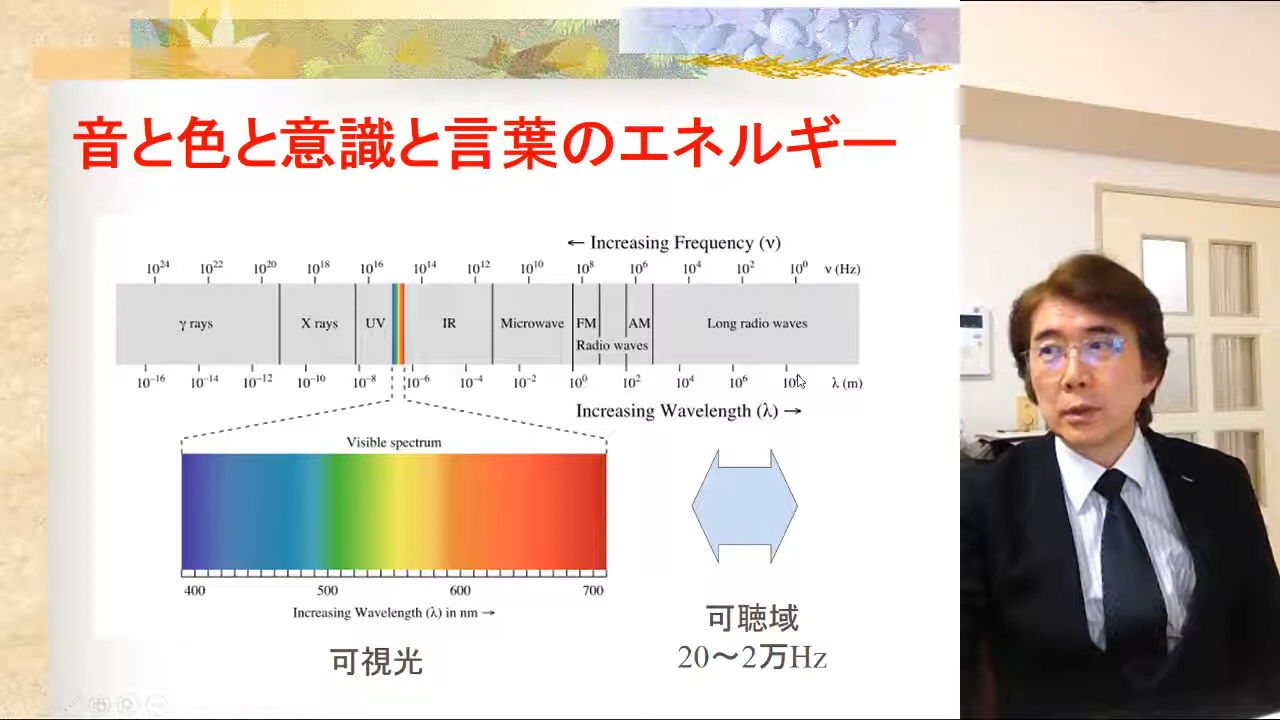 音と色と意識と言葉のエネルギー
← Increasing Frequency (ν)
10²⁴ 10²² 10²⁰ 10¹⁸ 10¹⁶ 10¹⁴ 10¹² 10¹⁰ 10⁸ 10⁶ 10⁴ 10² 10⁰ ν (Hz)
γ rays X rays UV IR Microwave FM AM Long radio waves
Radio waves
10⁻¹⁶ 10⁻¹⁴ 10⁻¹² 10⁻¹⁰ 10⁻⁸ 10⁻⁶ 10⁻⁴ 10⁻² 10⁰ 10² 10⁴ 10⁶ λ (m)
Increasing Wavelength (λ) →
Visible spectrum
400 500 600 700
Increasing Wavelength (λ) in nm →
可視光
可聴域
20～2万Hz